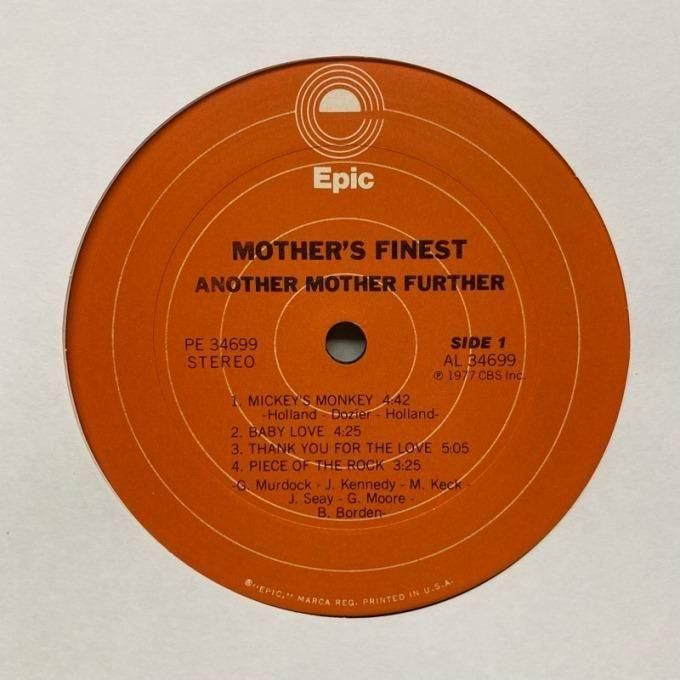 Epic
MOTHER'S FINEST
ANOTHER MOTHER FURTHER
PE 34699
STEREO
SIDE 1
AL 34699
℗ 1977 CBS Inc.
1. MICKEY'S MONKEY 4:42
-Holland - Dozier - Holland-
2. BABY LOVE 4:25
3. THANK YOU FOR THE LOVE 5:05
4. PIECE OF THE ROCK 3:25
-G. Murdock - J. Kennedy - M. Keck -
J. Seay - G. Moore -
B. Borden-
®"EPIC," MARCA REG. PRINTED IN U.S.A.